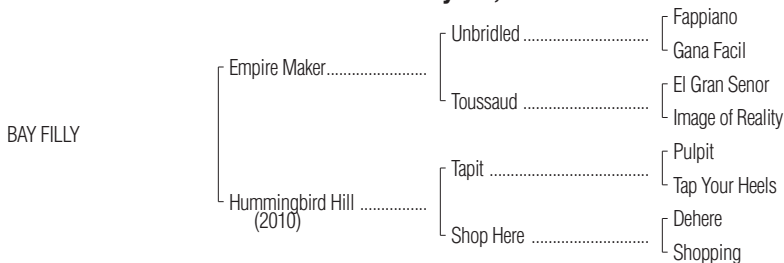 BAY FILLY
Empire Maker........................
Hummingbird Hill ................
(2010)
Unbridled ..............................
Toussaud ..............................
Tapit ......................................
Shop Here ............................
Fappiano
Gana Facil
El Gran Senor
Image of Reality
Pulpit
Tap Your Heels
Dehere
Shopping